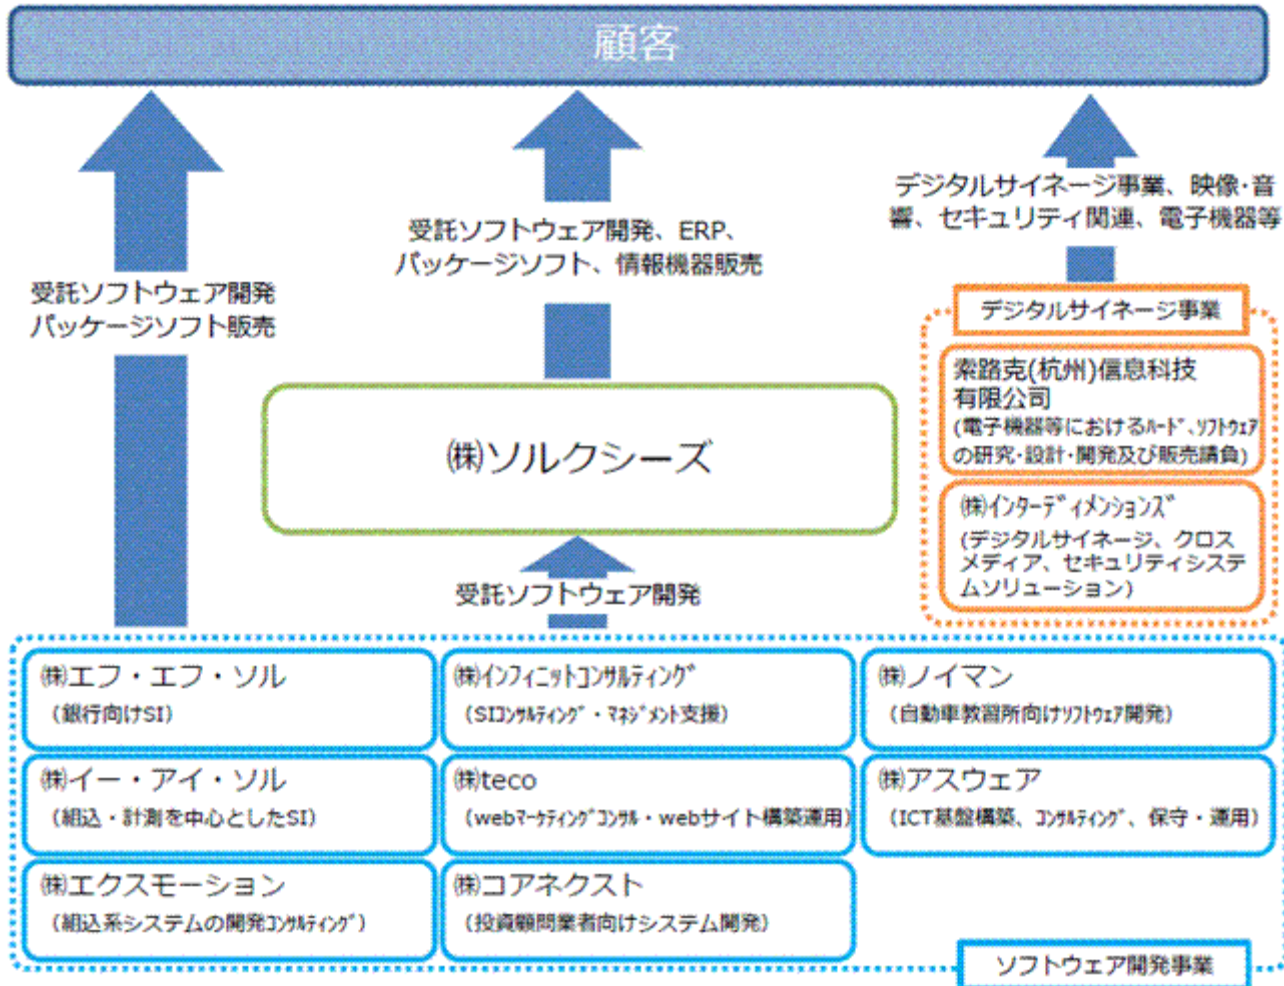 顧客
デジタルサイネージ事業、映像・音
響、セキュリティ関連、電子機器等
受託ソフトウェア開発、ERP、
パッケージソフト、情報機器販売
受託ソフトウェア開発
パッケージソフト販売
デジタルサイネージ事業
索路克(杭州)信息科技
有限公司
(電子機器等におけるﾊｰﾄﾞ、ｿﾌﾄｳｪｱ
の研究・設計・開発及び販売請負)
㈱ソルクシーズ
㈱ｲﾝﾀｰﾃﾞｨﾒﾝｼｮﾝｽﾞ
(デジタルサイネージ、クロス
メディア、セキュリティシステ
ムソリューション)
受託ソフトウェア開発
㈱エフ・エフ・ソル
（銀行向けSI）
㈱ｲﾝﾌｨﾆｯﾄｺﾝｻﾙﾃｨﾝｸﾞ
（SIｺﾝｻﾙﾃｨﾝｸﾞ・ﾏﾈｼﾞﾒﾝﾄ支援）
㈱ノイマン
（自動車教習所向けｿﾌﾄｳｪｱ開発）
㈱イー・アイ・ソル
（組込・計測を中心としたSI）
㈱teco
（webﾏｰｹﾃｨﾝｸﾞｺﾝｻﾙ・webサイト構築運用）
㈱アスウェア
（ICT基盤構築、ｺﾝｻﾙﾃｨﾝｸﾞ、保守・運用）
㈱エクスモーション
（組込系システムの開発ｺﾝｻﾙﾃｨﾝｸﾞ）
㈱コアネクスト
（投資顧問業者向けシステム開発）
ソフトウェア開発事業